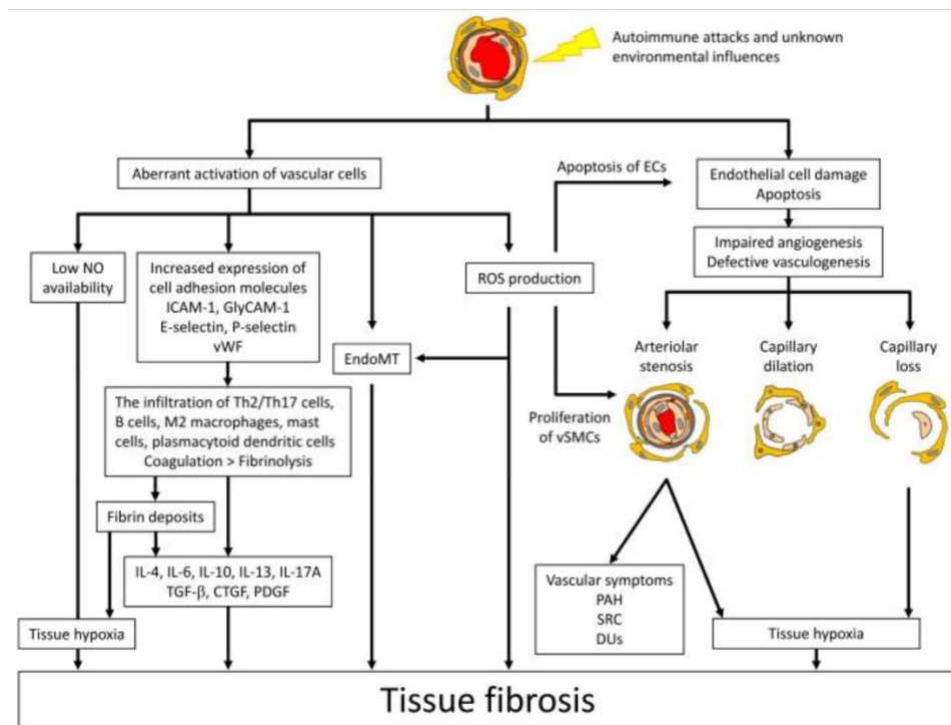 Autoimmune attacks and unknown
environmental influences
Aberrant activation of vascular cells
Apoptosis of ECs
Endothelial cell damage
Apoptosis
Low NO
availability
Increased expression of
cell adhesion molecules
ICAM-1, GlyCAM-1
E-selectin, P-selectin
vWF
ROS production
Impaired angiogenesis
Defective vasculogenesis
EndoMT
Arteriolar
stenosis
Capillary
dilation
Capillary
loss
The infiltration of Th2/Th17 cells,
B cells, M2 macrophages, mast
cells, plasmacytoid dendritic cells
Coagulation > Fibrinolysis
Proliferation
of vSMCs
Fibrin deposits
IL-4, IL-6, IL-10, IL-13, IL-17A
TGF-β, CTGF, PDGF
Vascular symptoms
PAH
SRC
DUs
Tissue hypoxia
Tissue hypoxia
Tissue fibrosis